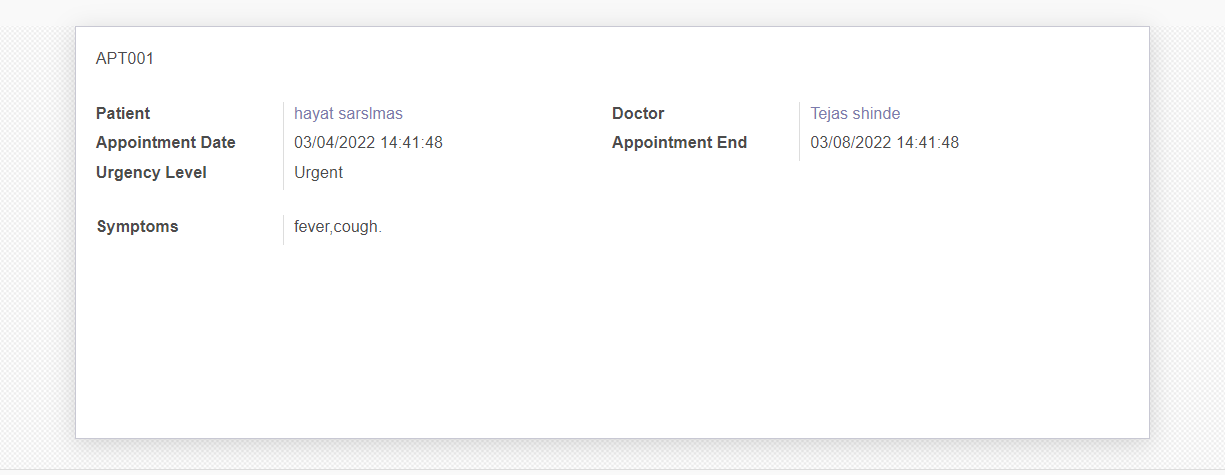 APT001
Patient hayat sarslmas Doctor Tejas shinde
Appointment Date 03/04/2022 14:41:48 Appointment End 03/08/2022 14:41:48
Urgency Level Urgent
Symptoms fever,cough.